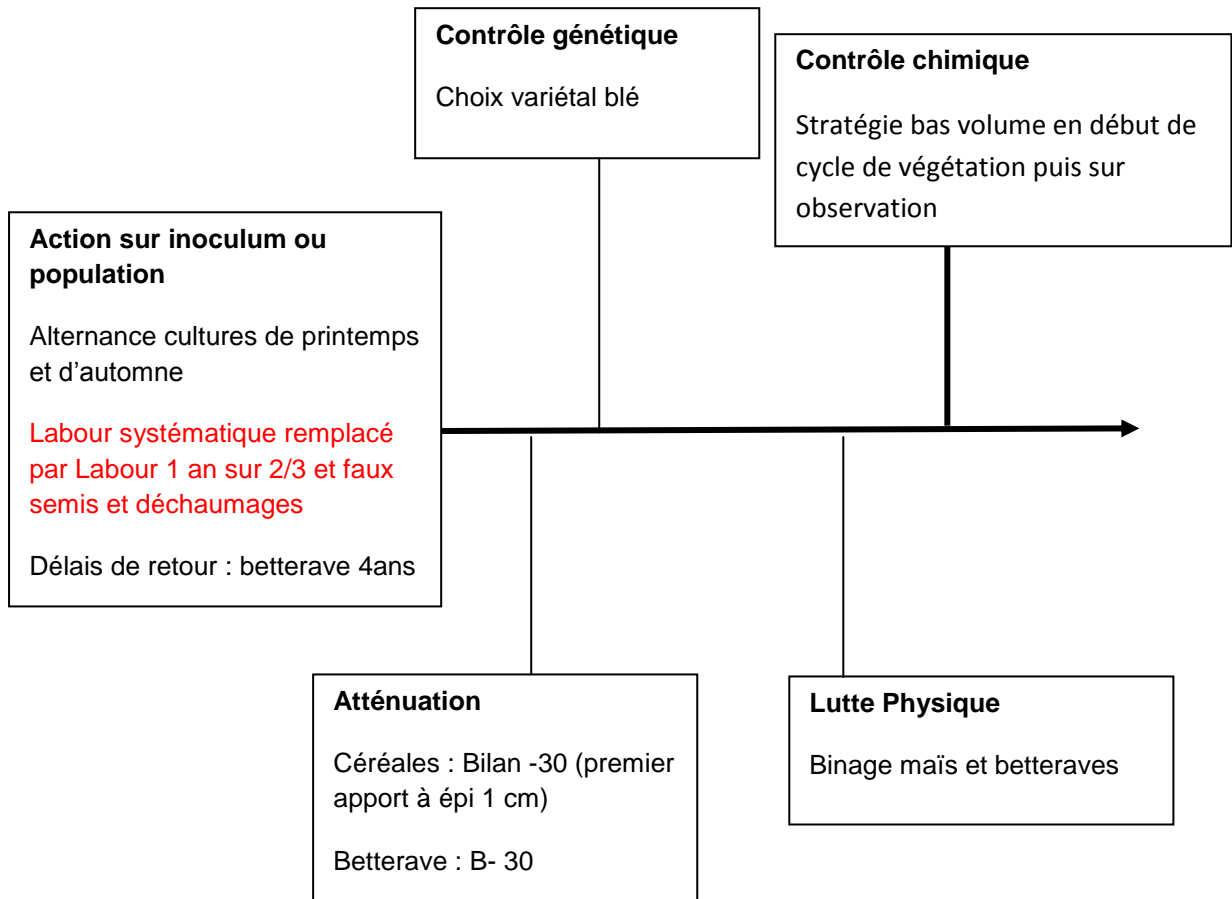 Contrôle génétique
Choix variétal blé
Contrôle chimique
Stratégie bas volume en début de
cycle de végétation puis sur
observation
Action sur inoculum ou
population
Alternance cultures de printemps
et d’automne
Labour systématique remplacé
par Labour 1 an sur 2/3 et faux
semis et déchaumages
Délais de retour : betterave 4ans
Atténuation
Céréales : Bilan -30 (premier
apport à épi 1 cm)
Betterave : B- 30
Lutte Physique
Binage maïs et betteraves